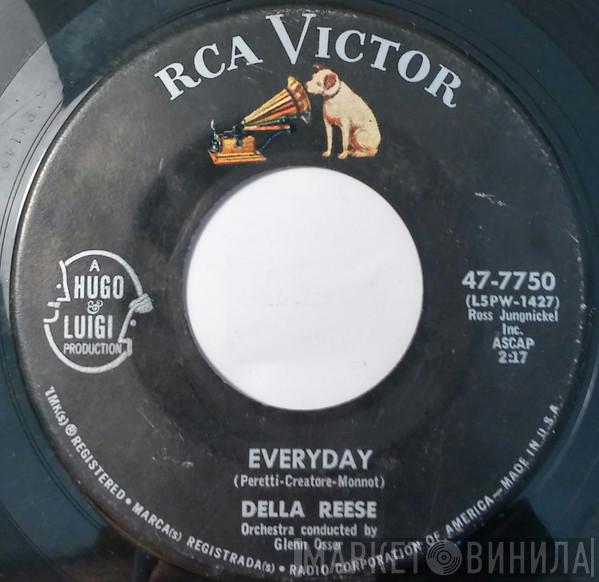 RCA VICTOR
A
HUGO
&
LUIGI
PRODUCTION
47-7750
(L5PW-1427)
Ross Jungnickel
Inc.
ASCAP
2:17
EVERYDAY
(Peretti-Creatore-Monnot)
DELLA REESE
Orchestra conducted by
Glenn Osser
TMK(s) ® REGISTERED • MARCA(s) REGISTRADA(s) • RADIO CORPORATION OF AMERICA—MADE IN U.S.A.
МАРКЕТ ВИНИЛА